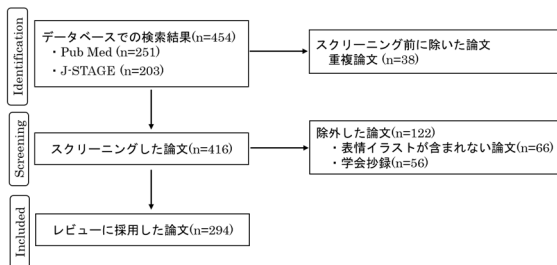 Identification
データベースでの検索結果(n=454)
・Pub Med (n=251)
・J-STAGE (n=203)
スクリーニング前に除いた論文
重複論文(n=38)
Screening
スクリーニングした論文(n=416)
除外した論文(n=122)
・表情イラストが含まれない論文(n=66)
・学会抄録(n=56)
Included
レビューに採用した論文(n=294)